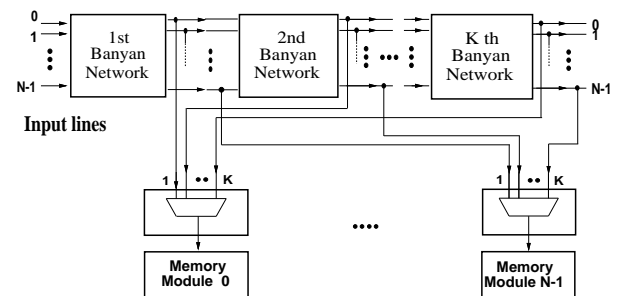 0
1
N-1
Input lines
1st
Banyan
Network
2nd
Banyan
Network
K th
Banyan
Network
0
1
N-1
1 K
1 K
Memory
Module 0
Memory
Module N-1